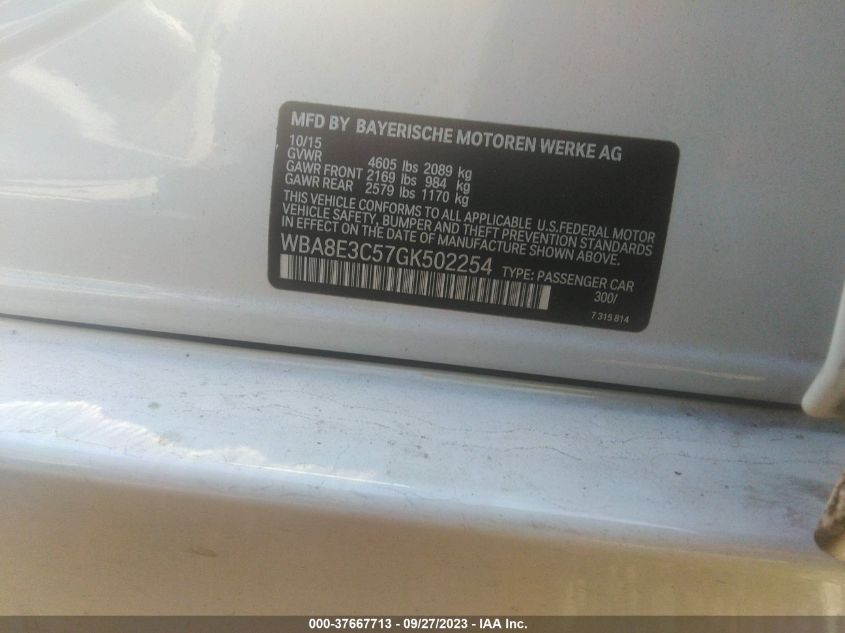 MFD BY BAYERISCHE MOTOREN WERKE AG
10/15
GVWR 4605 lbs 2089 kg
GAWR FRONT 2169 lbs 984 kg
GAWR REAR 2579 lbs 1170 kg
THIS VEHICLE CONFORMS TO ALL APPLICABLE U.S.FEDERAL MOTOR
VEHICLE SAFETY, BUMPER AND THEFT PREVENTION STANDARDS
IN EFFECT ON THE DATE OF MANUFACTURE SHOWN ABOVE.
WBA8E3C57GK502254 TYPE: PASSENGER CAR
300/
7 315 814
000-37667713 - 09/27/2023 - IAA Inc.